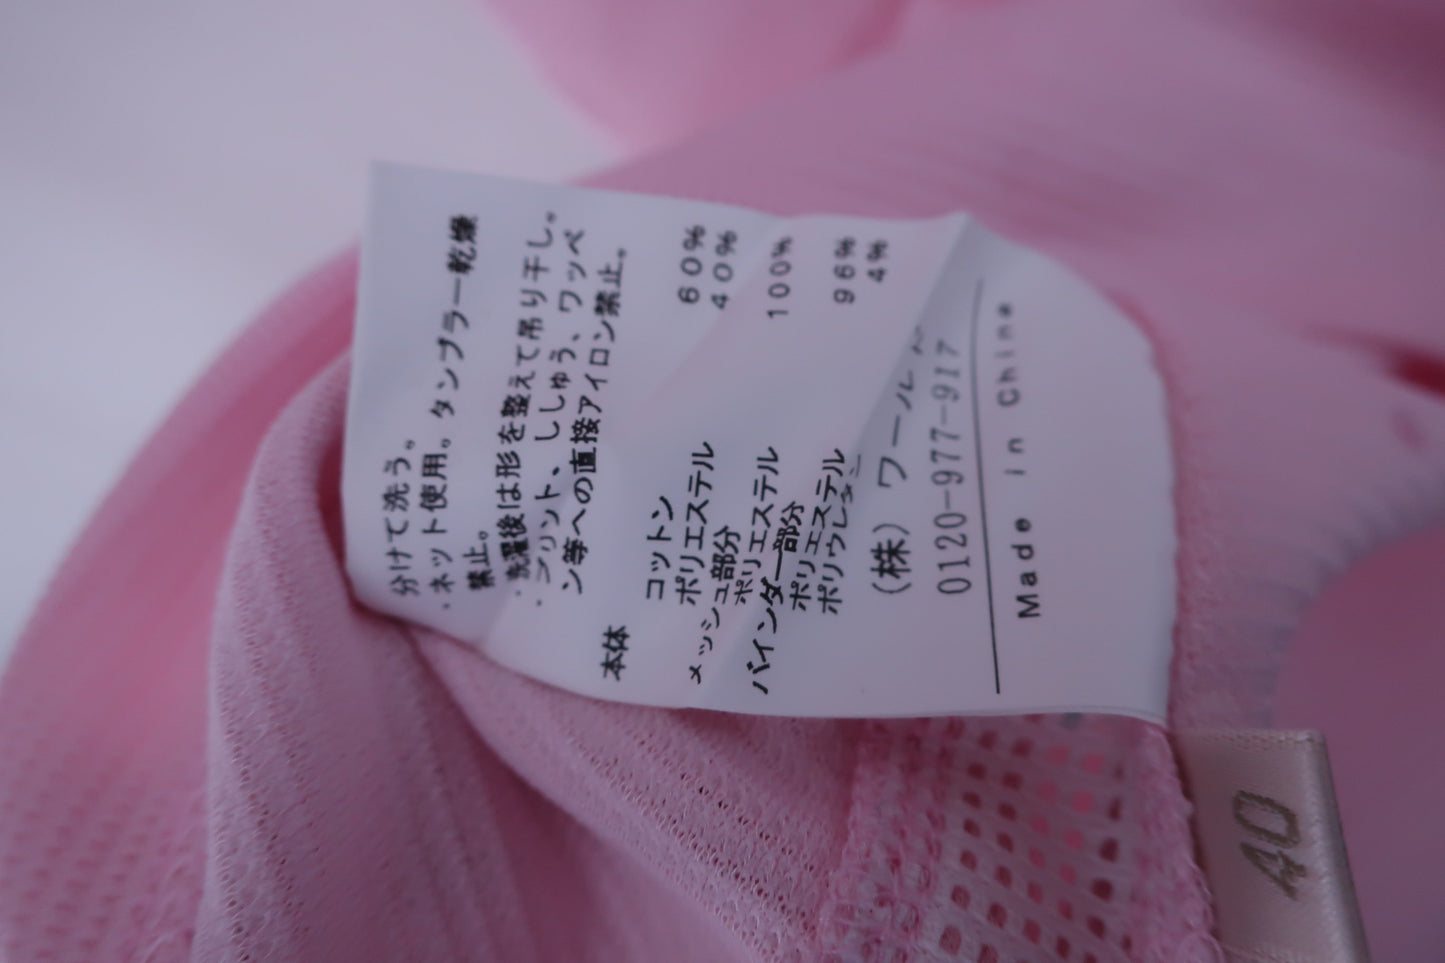 分けて洗う。
・ネット使用。タンブラー乾燥
禁止。
・洗濯後は形を整えて吊り干し。
・プリント、ししゅう、ワッペ
ン等への直接アイロン禁止。
本体
コットン 60%
ポリエステル 40%
メッシュ部分
ポリエステル 100%
バインダー部分
ポリエステル 96%
ポリウレタン 4%
(株)ワールド
0120-977-917
Made in China
40